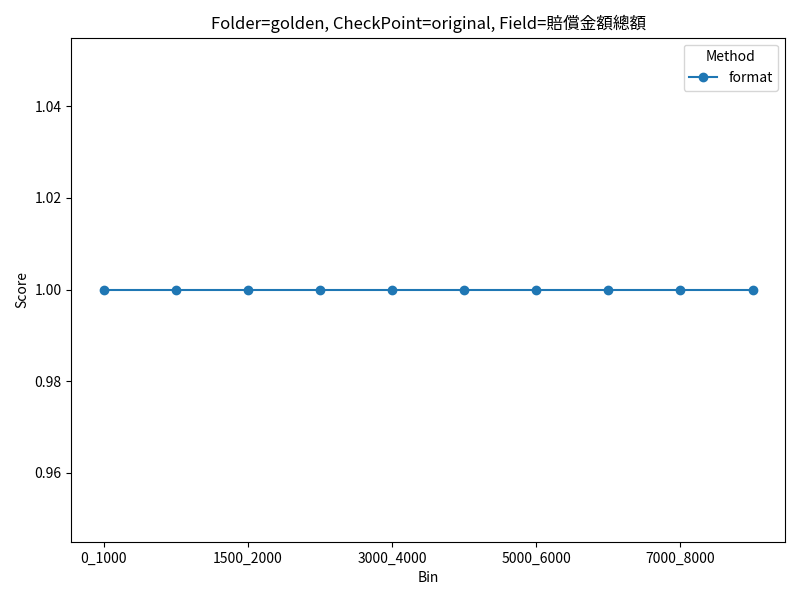 Folder=golden, CheckPoint=original, Field=賠償金額總額
Method
format
1.04
1.02
1.00
0.98
0.96
Score
0_1000
1500_2000
3000_4000
5000_6000
7000_8000
Bin